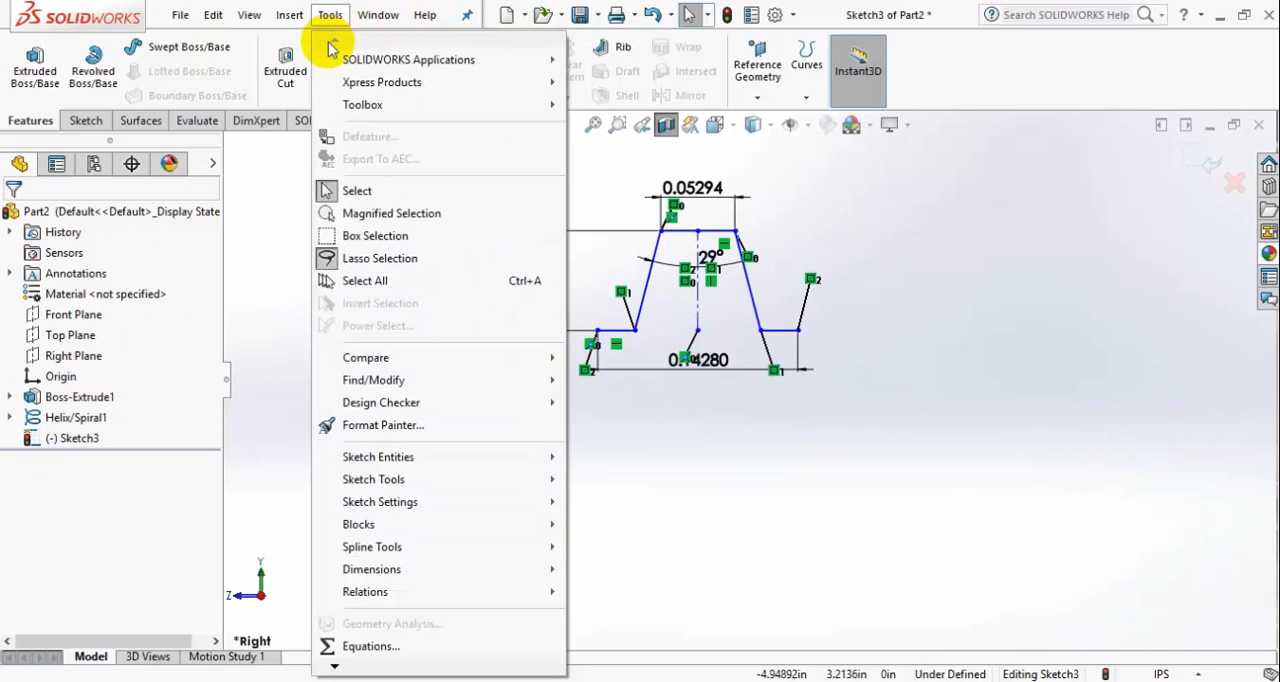 SOLIDWORKS File Edit View Insert Tools Window Help Sketch3 of Part2 * Search SOLIDWORKS Help ?
Extruded Boss/Base
Revolved Boss/Base
Swept Boss/Base
Lofted Boss/Base
Boundary Boss/Base
Extruded Cut
Rib
Draft
Shell
Wrap
Intersect
Mirror
Reference Geometry
Curves
Instant3D
Features Sketch Surfaces Evaluate DimXpert SO
Part2 (Default<<Default>_Display State
History
Sensors
Annotations
Material <not specified>
Front Plane
Top Plane
Right Plane
Origin
Boss-Extrude1
Helix/Spiral1
(-) Sketch3
SOLIDWORKS Applications
Xpress Products
Toolbox
Defeature...
Export To AEC...
Select
Magnified Selection
Box Selection
Lasso Selection
Select All Ctrl+A
Invert Selection
Power Select...
Compare
Find/Modify
Design Checker
Format Painter...
Sketch Entities
Sketch Tools
Sketch Settings
Blocks
Spline Tools
Dimensions
Relations
Geometry Analysis...
Equations...
0.05294
29°
Y
Z
*Right
Model 3D Views Motion Study 1
-4.94892in 3.2136in 0in Under Defined Editing Sketch3 IPS